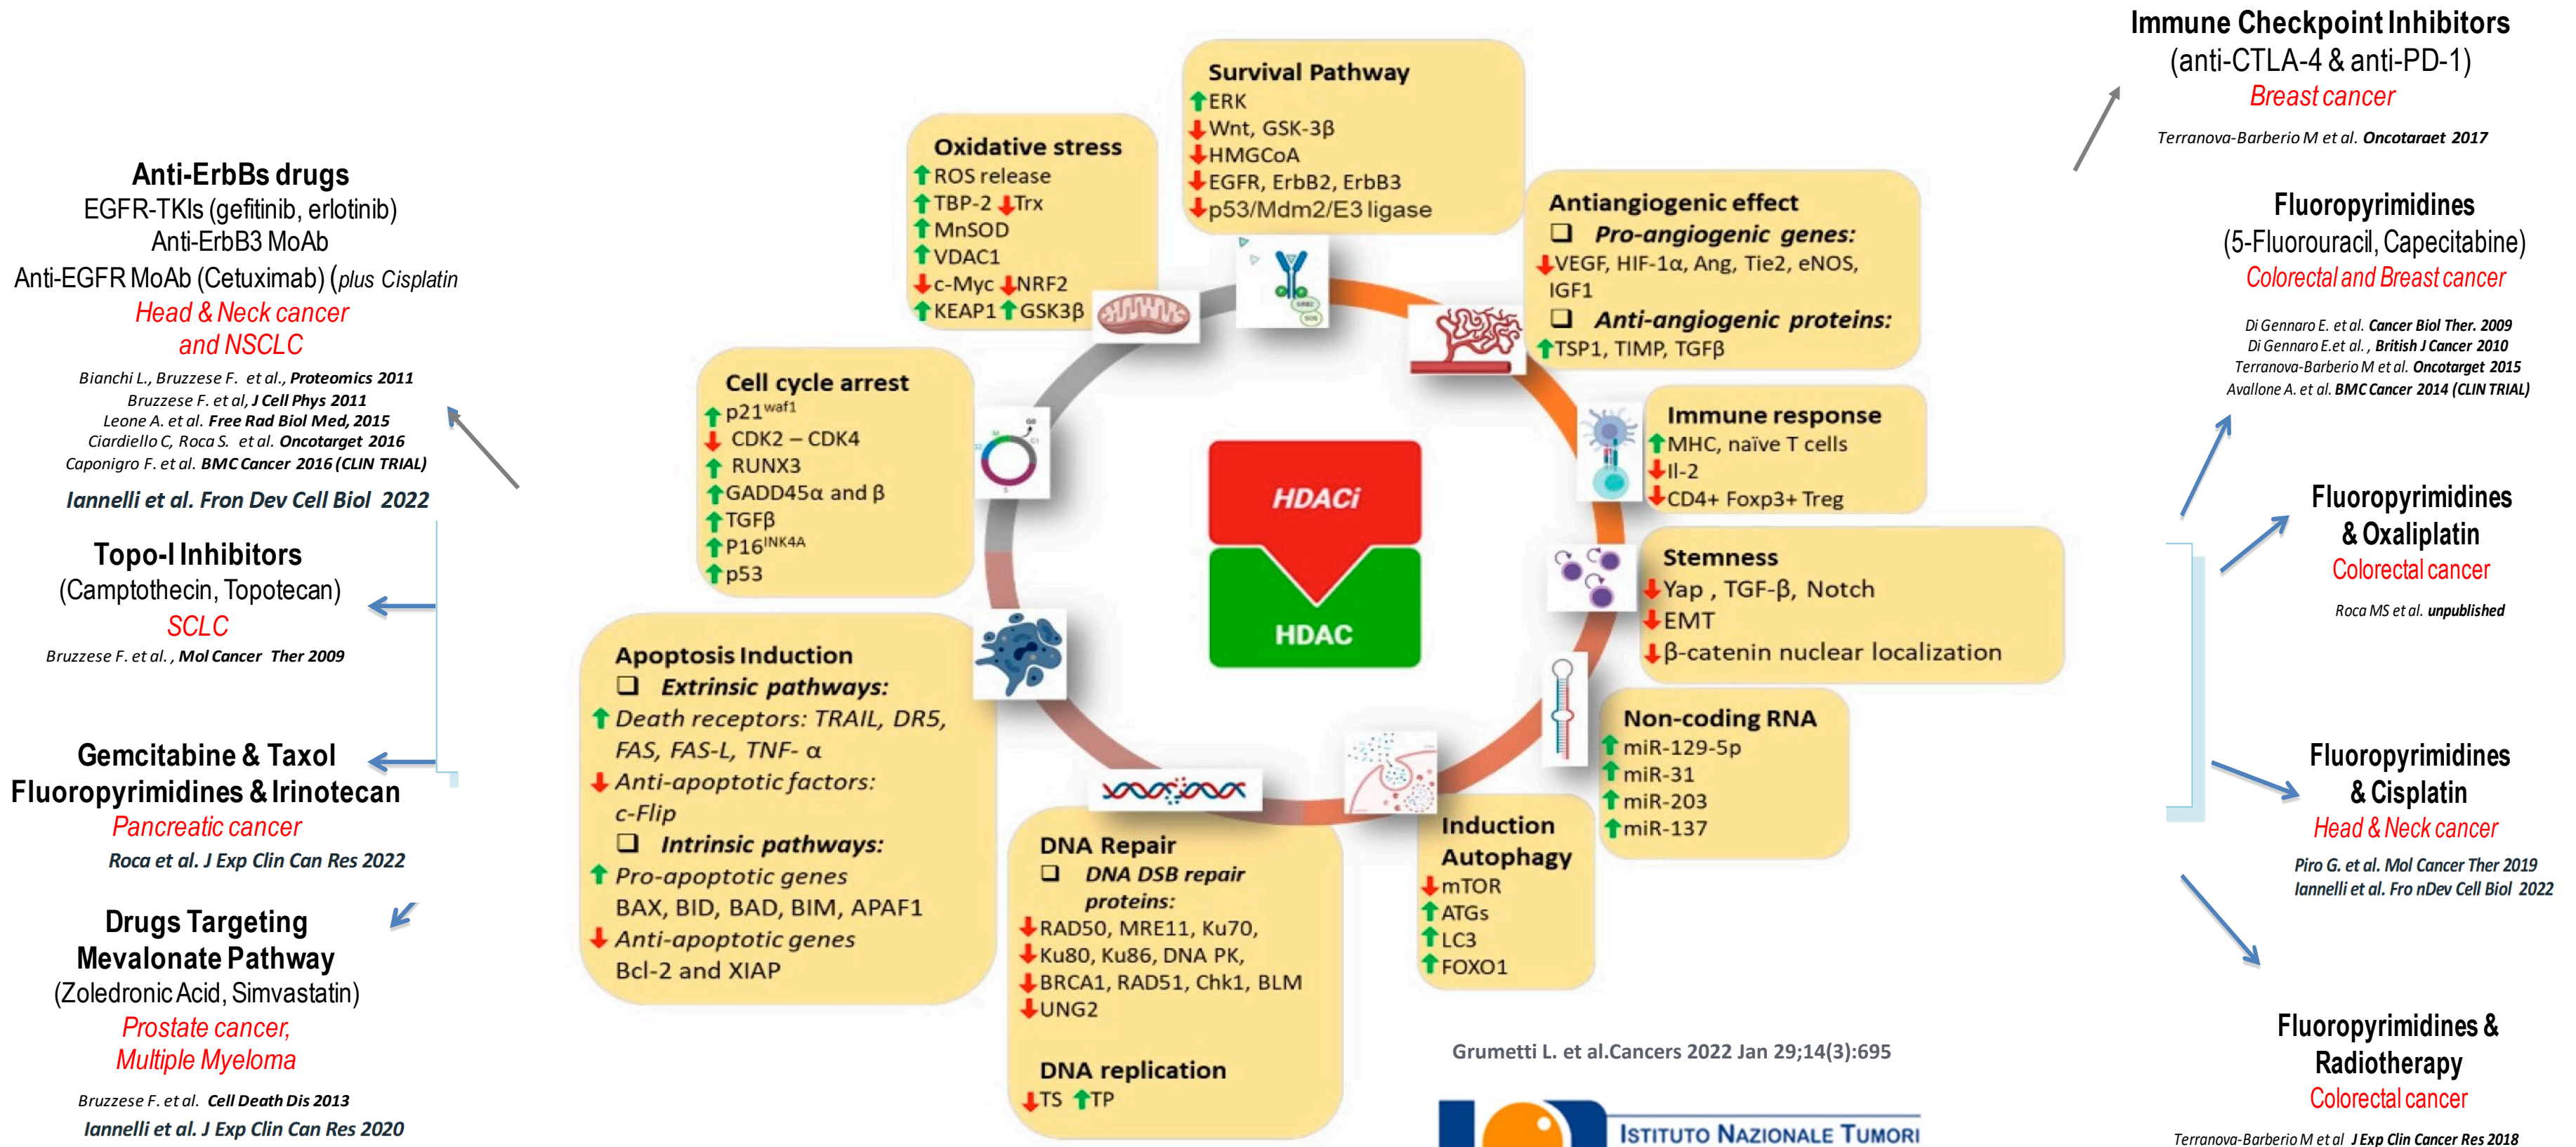 Anti-ErbBs drugs
EGFR-TKIs (gefitinib, erlotinib)
Anti-ErbB3 MoAb
Anti-EGFR MoAb (Cetuximab) (plus Cisplatin
Head & Neck cancer
and NSCLC
Bianchi L., Bruzzese F. et al., Proteomics 2011
Bruzzese F. et al, J Cell Phys 2011
Leone A. et al. Free Rad Biol Med, 2015
Ciardiello C, Roca S. et al. Oncotarget 2016
Caponigro F. et al. BMC Cancer 2016 (CLIN TRIAL)
Iannelli et al. Fron Dev Cell Biol 2022
Topo-I Inhibitors
(Camptothecin, Topotecan)
SCLC
Bruzzese F. et al. , Mol Cancer Ther 2009
Gemcitabine & Taxol
Fluoropyrimidines & Irinotecan
Pancreatic cancer
Roca et al. J Exp Clin Can Res 2022
Drugs Targeting
Mevalonate Pathway
(Zoledronic Acid, Simvastatin)
Prostate cancer,
Multiple Myeloma
Bruzzese F. et al. Cell Death Dis 2013
Iannelli et al. J Exp Clin Can Res 2020
Survival Pathway
ERK
Wnt, GSK-3β
HMGCoA
EGFR, ErbB2, ErbB3
p53/Mdm2/E3 ligase
Oxidative stress
ROS release
TBP-2 Trx
MnSOD
VDAC1
c-Myc NRF2
KEAP1 GSK3β
Cell cycle arrest
p21waf1
CDK2 – CDK4
RUNX3
GADD45α and β
TGFβ
P16INK4A
p53
Apoptosis Induction
❑ Extrinsic pathways:
Death receptors: TRAIL, DR5,
FAS, FAS-L, TNF- α
Anti-apoptotic factors:
c-Flip
❑ Intrinsic pathways:
Pro-apoptotic genes
BAX, BID, BAD, BIM, APAF1
Anti-apoptotic genes
Bcl-2 and XIAP
DNA Repair
❑ DNA DSB repair
proteins:
RAD50, MRE11, Ku70,
Ku80, Ku86, DNA PK,
BRCA1, RAD51, Chk1, BLM
UNG2
DNA replication
TS TP
HDACi
HDAC
GRB2
SOS
M
G0
G1
S
Antiangiogenic effect
❑ Pro-angiogenic genes:
VEGF, HIF-1α, Ang, Tie2, eNOS,
IGF1
❑ Anti-angiogenic proteins:
TSP1, TIMP, TGFβ
Immune response
MHC, naïve T cells
Il-2
CD4+ Foxp3+ Treg
Stemness
Yap , TGF-β, Notch
EMT
β-catenin nuclear localization
Non-coding RNA
miR-129-5p
miR-31
miR-203
miR-137
Induction
Autophagy
mTOR
ATGs
LC3
FOXO1
Grumetti L. et al.Cancers 2022 Jan 29;14(3):695
ISTITUTO NAZIONALE TUMORI
Immune Checkpoint Inhibitors
(anti-CTLA-4 & anti-PD-1)
Breast cancer
Terranova-Barberio M et al. Oncotaraet 2017
Fluoropyrimidines
(5-Fluorouracil, Capecitabine)
Colorectal and Breast cancer
Di Gennaro E. et al. Cancer Biol Ther. 2009
Di Gennaro E.et al. , British J Cancer 2010
Terranova-Barberio M et al. Oncotarget 2015
Avallone A. et al. BMC Cancer 2014 (CLIN TRIAL)
Fluoropyrimidines
& Oxaliplatin
Colorectal cancer
Roca MS et al. unpublished
Fluoropyrimidines
& Cisplatin
Head & Neck cancer
Piro G. et al. Mol Cancer Ther 2019
Iannelli et al. Fro nDev Cell Biol 2022
Fluoropyrimidines &
Radiotherapy
Colorectal cancer
Terranova-Barberio M et al J Exp Clin Cancer Res 2018